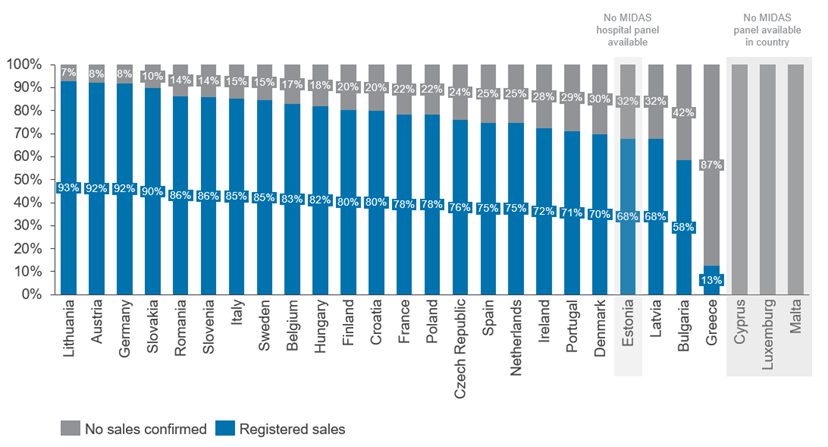 No MIDAS
hospital panel
available
No MIDAS
panel available
in country
100%
90%
80%
70%
60%
50%
40%
30%
20%
10%
0%
7% 8% 8% 10% 14% 14% 15% 15% 17% 18% 20% 20% 22% 22% 24% 25% 25% 28% 29% 30% 32% 32% 42% 87%
93% 92% 92% 90% 86% 86% 85% 85% 83% 82% 80% 80% 78% 78% 76% 75% 75% 72% 71% 70% 68% 68% 58% 13%
Lithuania
Austria
Germany
Slovakia
Romania
Slovenia
Italy
Sweden
Belgium
Hungary
Finland
Croatia
France
Poland
Czech Republic
Spain
Netherlands
Ireland
Portugal
Denmark
Estonia
Latvia
Bulgaria
Greece
Cyprus
Luxemburg
Malta
No sales confirmed Registered sales